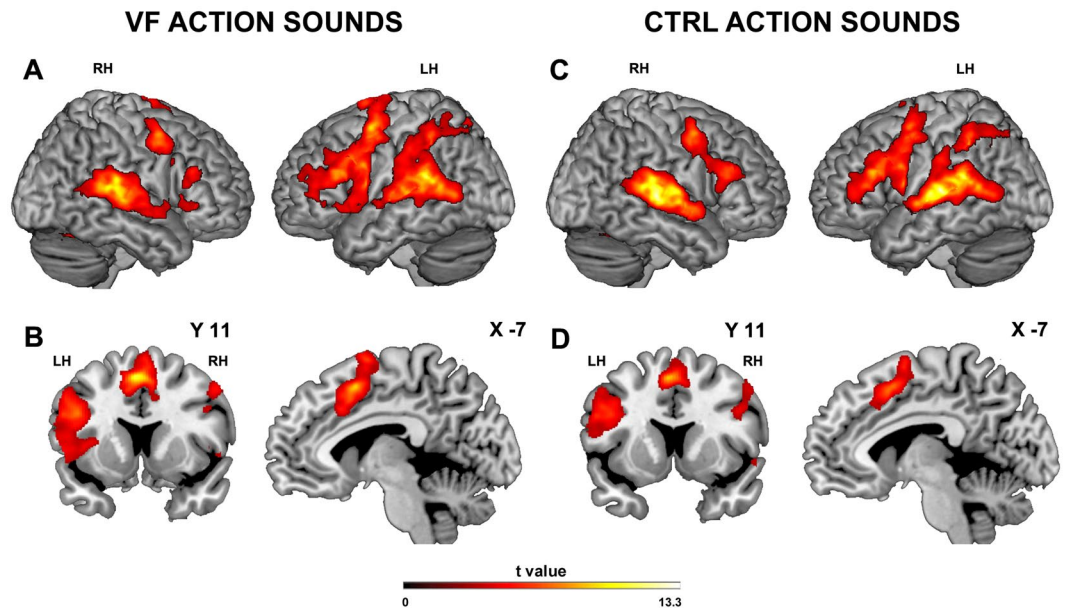 VF ACTION SOUNDS
CTRL ACTION SOUNDS
A
RH
LH
C
RH
LH
B
Y 11
X -7
LH
RH
D
Y 11
X -7
LH
RH
t value
0
13.3